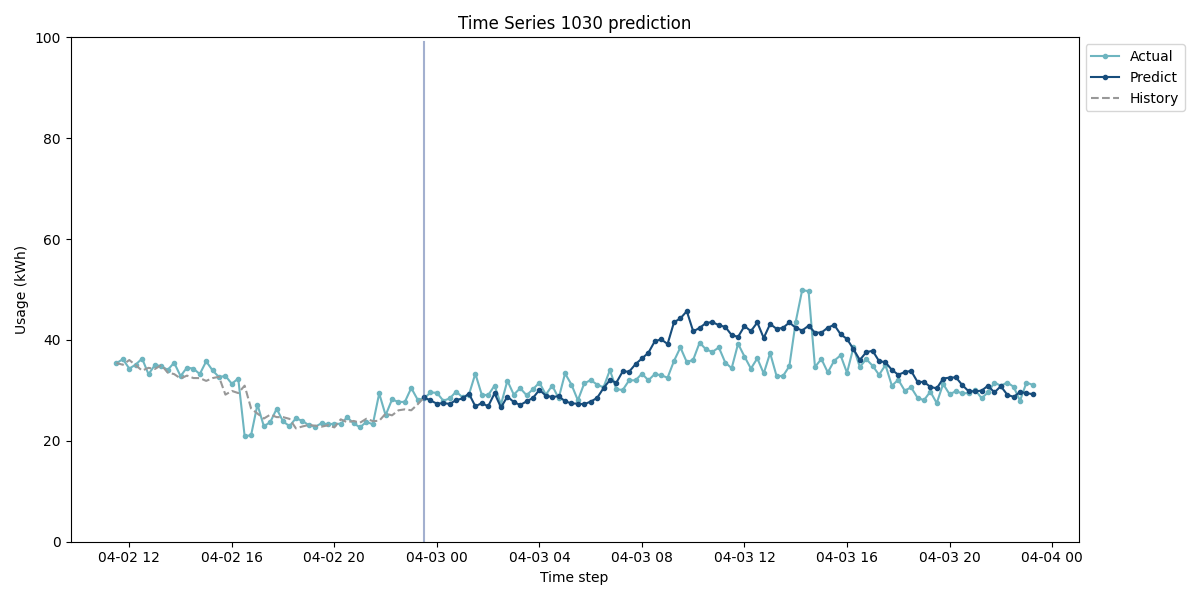 Time Series 1030 prediction
100
80
60
40
20
0
Usage (kWh)
04-02 12
04-02 16
04-02 20
04-03 00
04-03 04
04-03 08
04-03 12
04-03 16
04-03 20
04-04 00
Time step
Actual
Predict
History